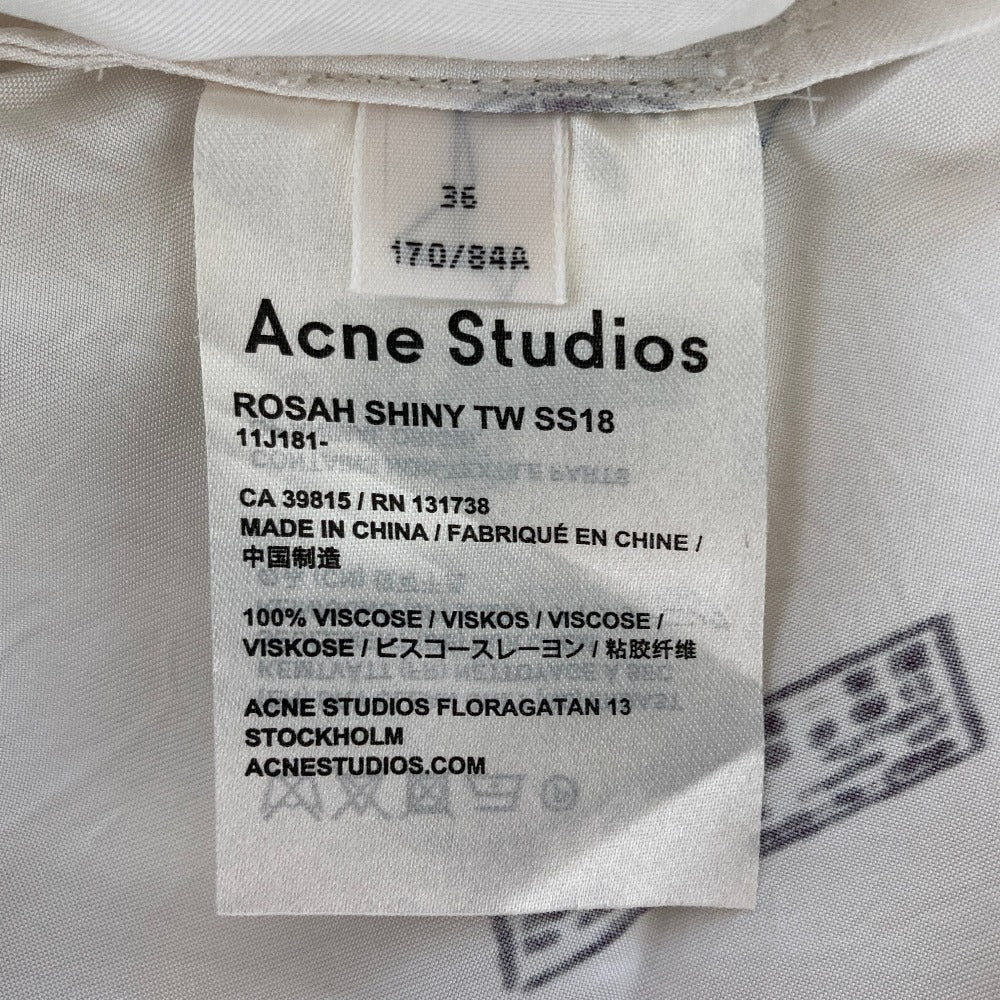 36
170/84A
Acne Studios
ROSAH SHINY TW SS18
11J181-
CA 39815 / RN 131738
MADE IN CHINA / FABRIQUÉ EN CHINE /
中国制造
100% VISCOSE / VISKOS / VISCOSE /
VISKOSE / ビスコースレーヨン / 粘胶纤维
ACNE STUDIOS FLORAGATAN 13
STOCKHOLM
ACNESTUDIOS.COM